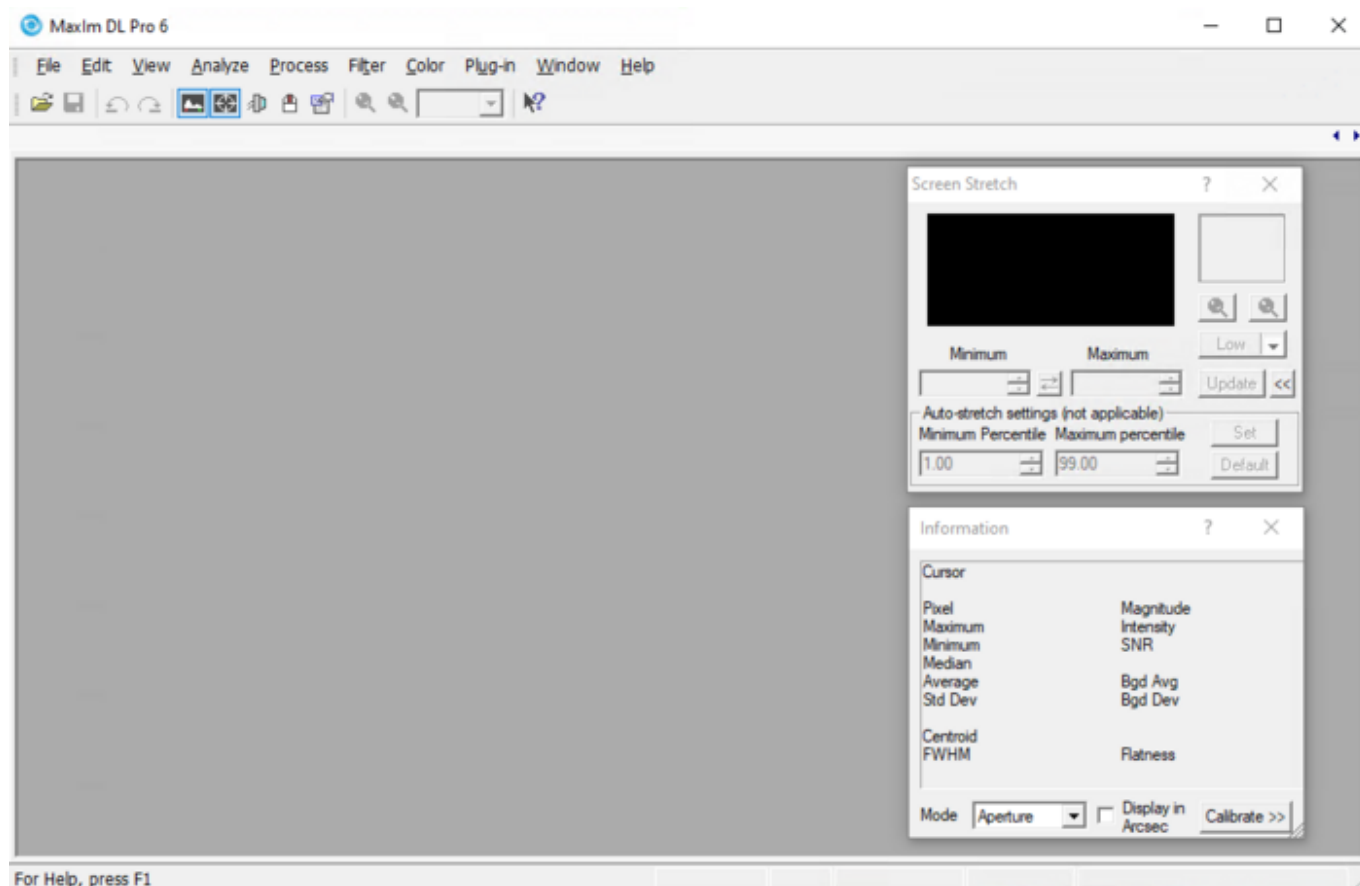 MaxIm DL Pro 6
File Edit View Analyze Process Filter Color Plug-in Window Help
Screen Stretch ?
Minimum Maximum
Low
Update <<
Auto-stretch settings (not applicable)
Minimum Percentile Maximum percentile
Set
1.00 99.00
Default
Information ?
Cursor
Pixel Magnitude
Maximum Intensity
Minimum SNR
Median
Average Bgd Avg
Std Dev Bgd Dev
Centroid
FWHM Flatness
Mode Aperture Display in Arcsec Calibrate >>
For Help, press F1